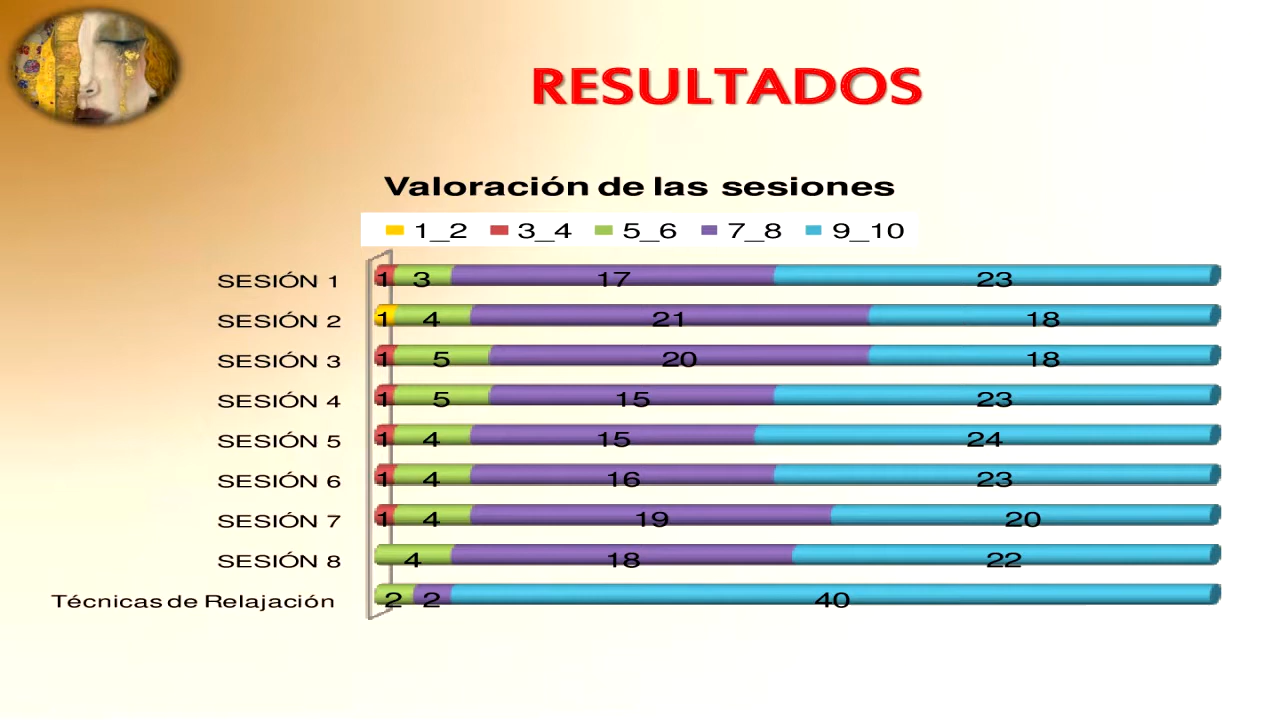 RESULTADOS
Valoración de las sesiones
1_2 3_4 5_6 7_8 9_10
SESIÓN 1 1 3 17 23
SESIÓN 2 1 4 21 18
SESIÓN 3 1 5 20 18
SESIÓN 4 1 5 15 23
SESIÓN 5 1 4 15 24
SESIÓN 6 1 4 16 23
SESIÓN 7 1 4 19 20
SESIÓN 8 4 18 22
Técnicas de Relajación 2 2 40